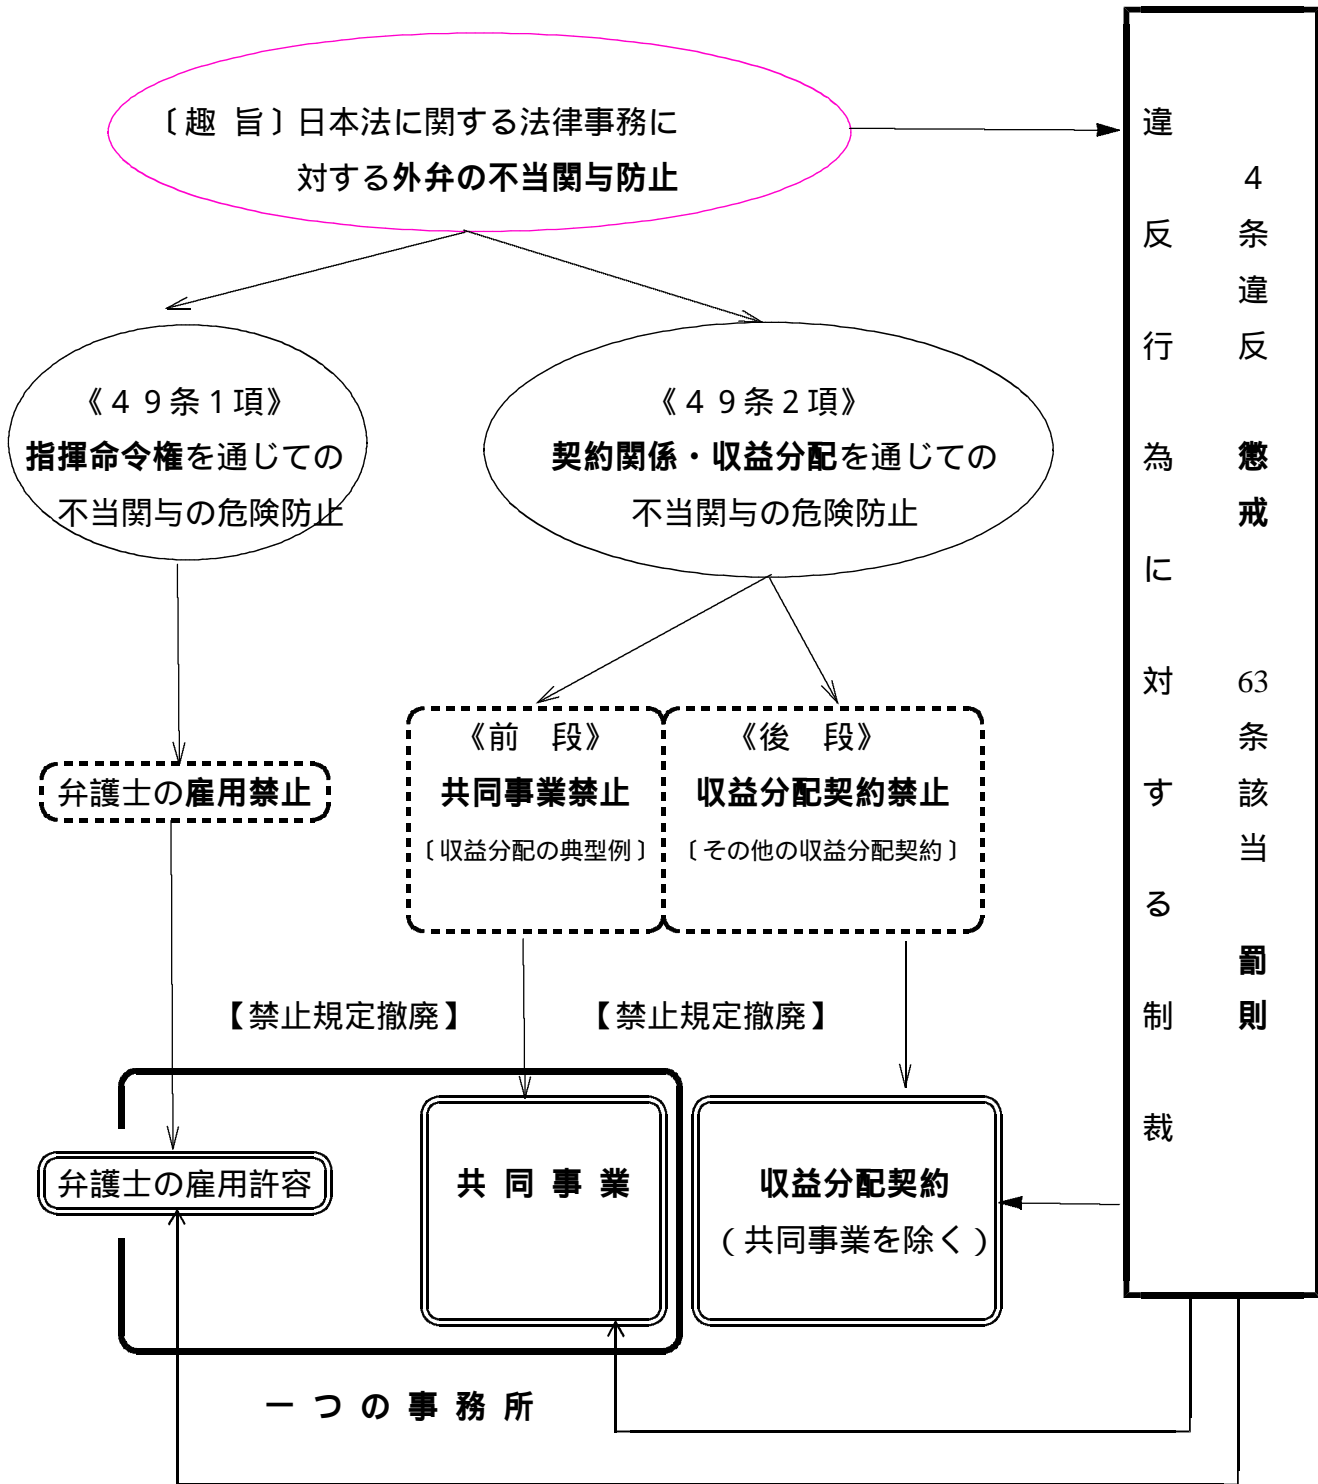 〔趣 旨〕日本法に関する法律事務に
対する外弁の不当関与防止
《４９条１項》
指揮命令権を通じての
不当関与の危険防止
《４９条２項》
契約関係・収益分配を通じての
不当関与の危険防止
弁護士の雇用禁止
《前　段》
共同事業禁止
〔収益分配の典型例〕
《後　段》
収益分配契約禁止
〔その他の収益分配契約〕
【禁止規定撤廃】
【禁止規定撤廃】
弁護士の雇用許容
共 同 事 業
収益分配契約
（共同事業を除く）
一 つ の 事 務 所
違反行為に対する制裁
４条違反　懲戒　63条該当　罰則